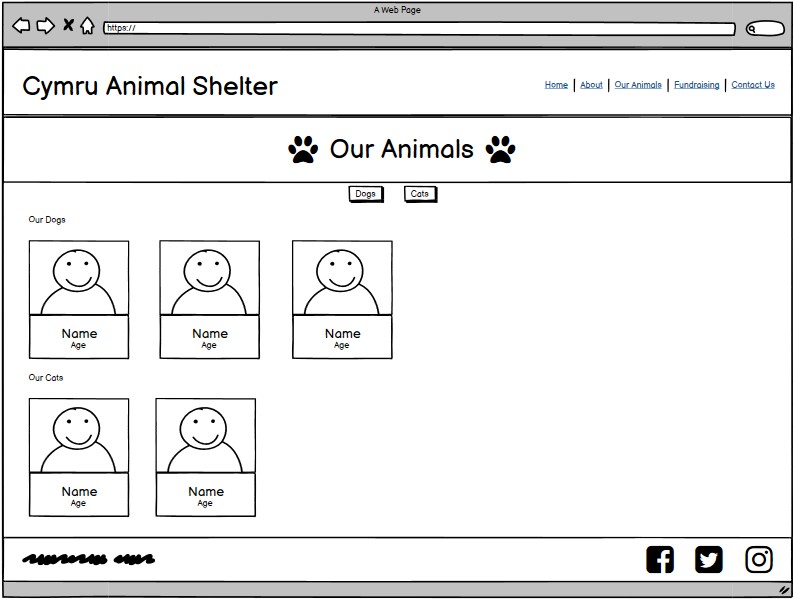 A Web Page
https://
Cymru Animal Shelter
Home | About | Our Animals | Fundraising | Contact Us
Our Animals
Dogs Cats
Our Dogs
Name Name Name
Age Age Age
Our Cats
Name Name
Age Age